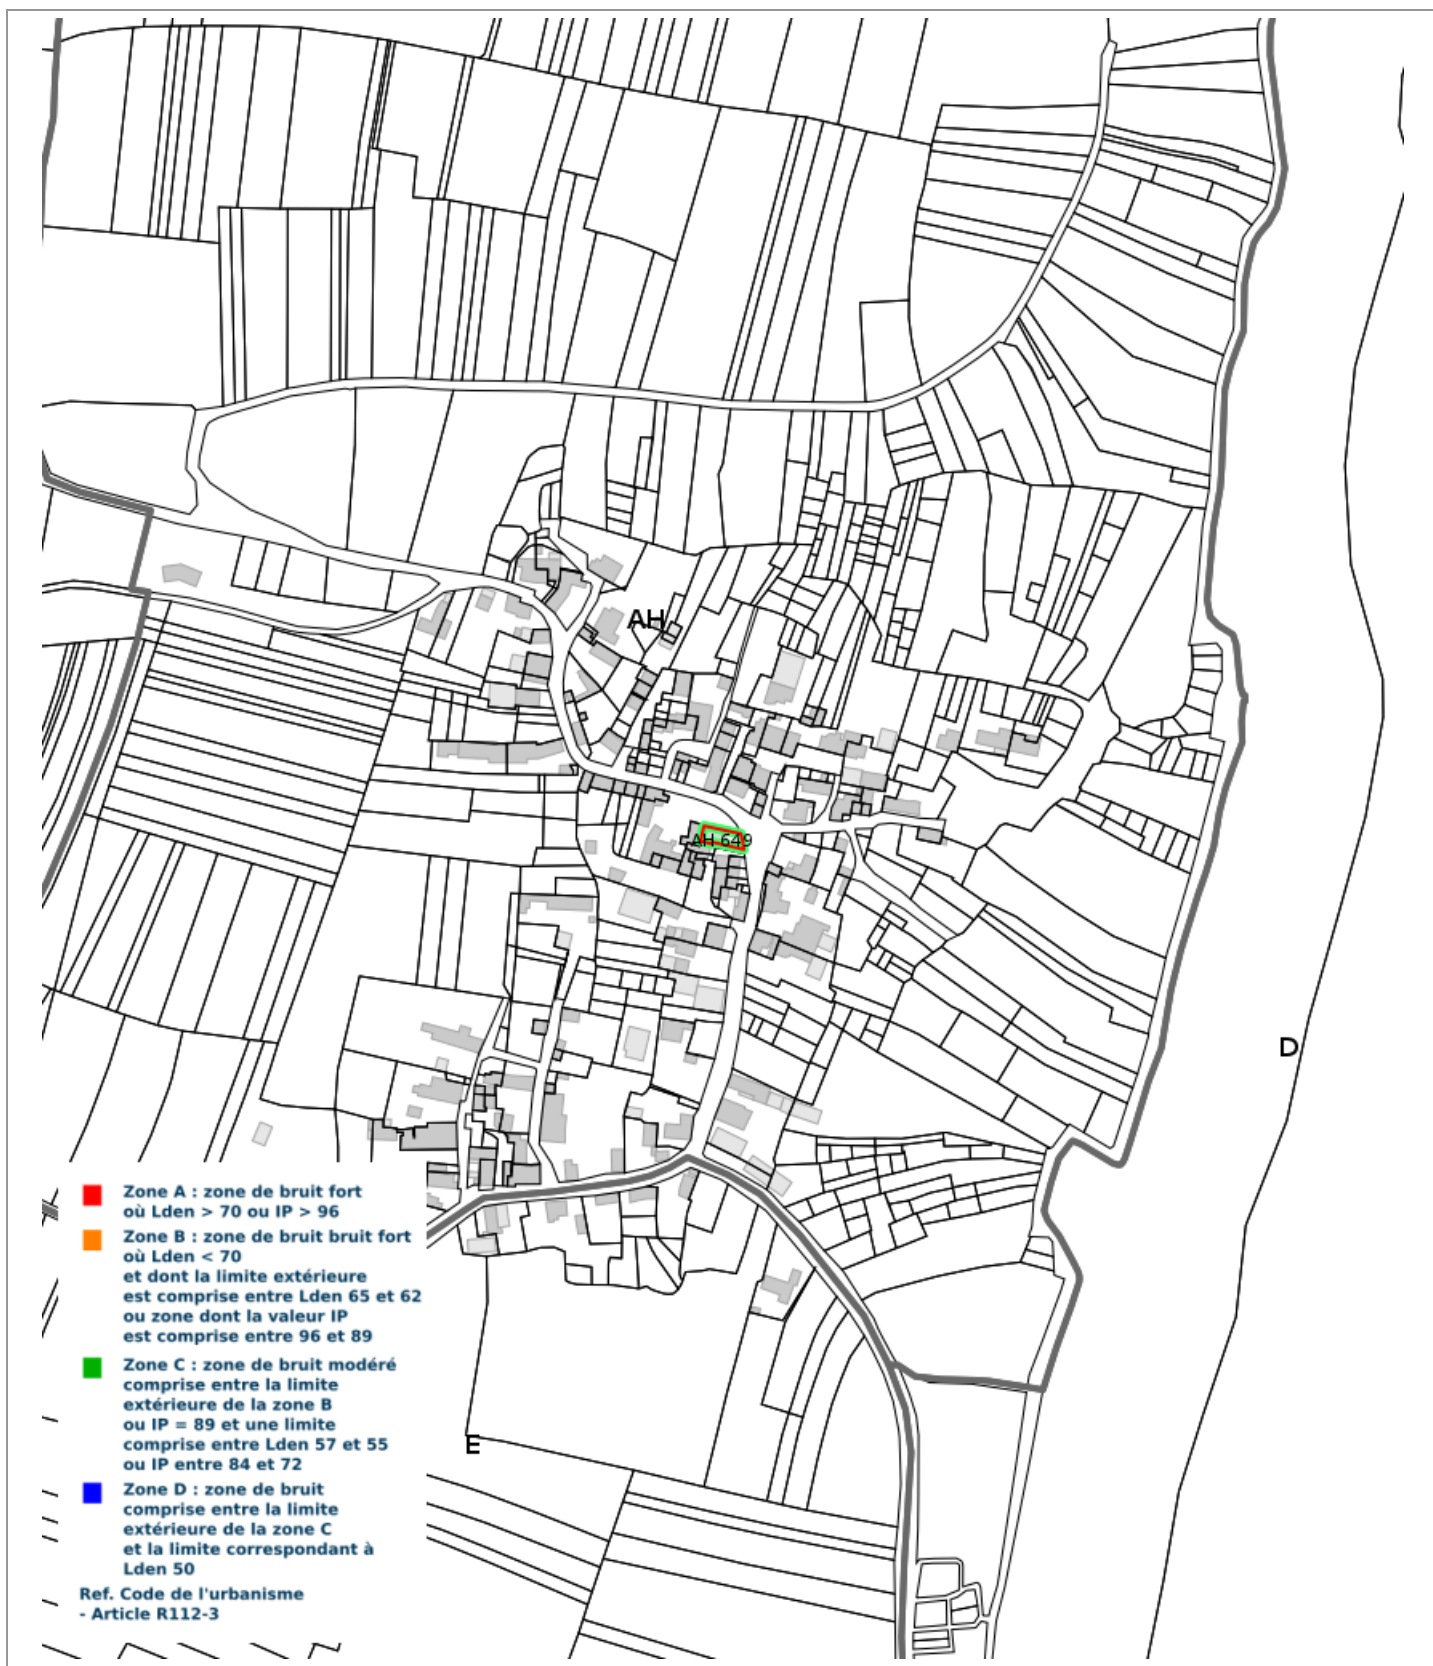 AH
AH 649
D
E
Zone A : zone de bruit fort
où Lden > 70 ou IP > 96
Zone B : zone de bruit bruit fort
où Lden < 70
et dont la limite extérieure
est comprise entre Lden 65 et 62
ou zone dont la valeur IP
est comprise entre 96 et 89
Zone C : zone de bruit modéré
comprise entre la limite
extérieure de la zone B
ou IP = 89 et une limite
comprise entre Lden 57 et 55
ou IP entre 84 et 72
Zone D : zone de bruit
comprise entre la limite
extérieure de la zone C
et la limite correspondant à
Lden 50
Ref. Code de l'urbanisme
- Article R112-3